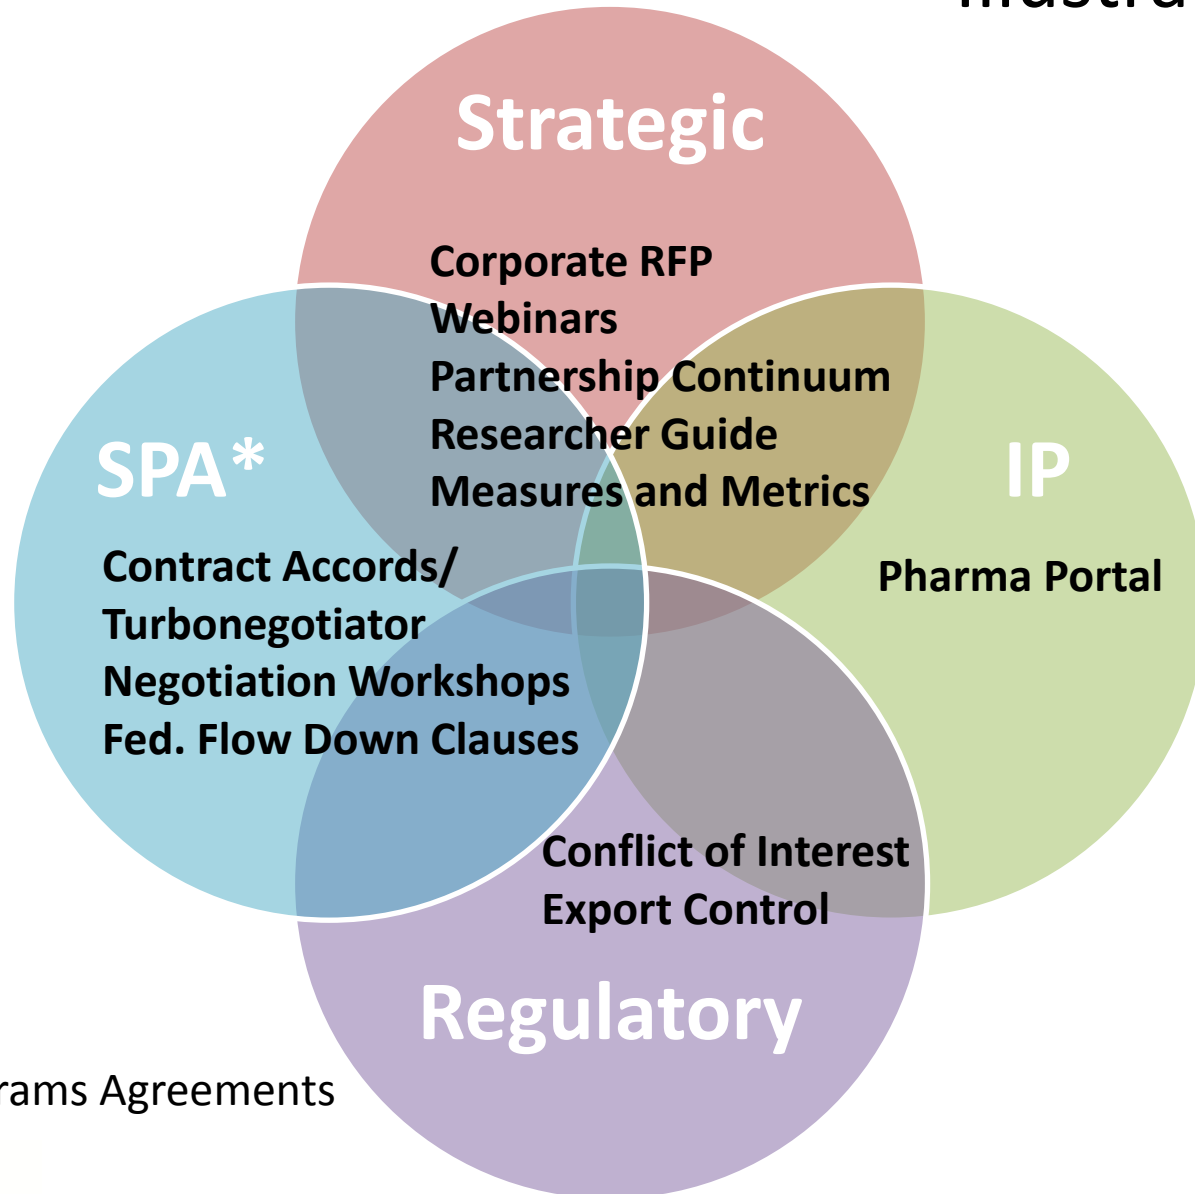 Strategic
Corporate RFP
Webinars
Partnership Continuum
Researcher Guide
Measures and Metrics
SPA*
Contract Accords/
Turbonegotiator
Negotiation Workshops
Fed. Flow Down Clauses
IP
Pharma Portal
Conflict of Interest
Export Control
Regulatory
Agreements